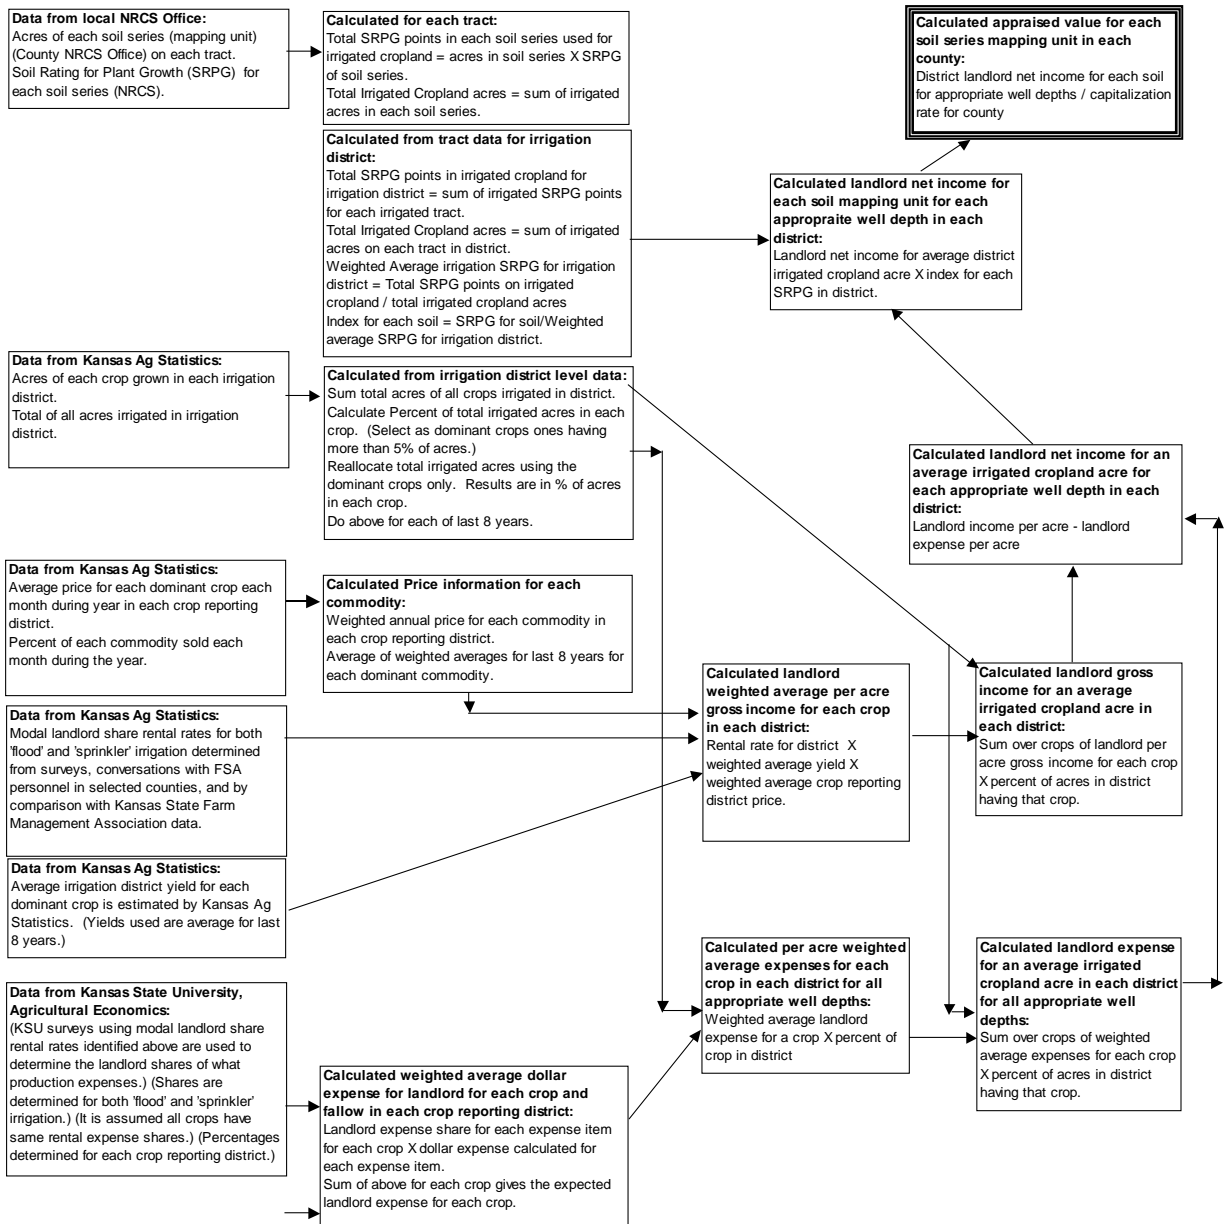 Data from local NRCS Office:
Acres of each soil series (mapping unit)
(County NRCS Office) on each tract.
Soil Rating for Plant Growth (SRPG) for
each soil series (NRCS).
Calculated for each tract:
Total SRPG points in each soil series used for
irrigated cropland = acres in soil series X SRPG
of soil series.
Total Irrigated Cropland acres = sum of irrigated
acres in each soil series.
Calculated appraised value for each
soil series mapping unit in each
county:
District landlord net income for each soil
for appropriate well depths / capitalization
rate for county
Calculated from tract data for irrigation
district:
Total SRPG points in irrigated cropland for
irrigation district = sum of irrigated SRPG points
for each irrigated tract.
Total Irrigated Cropland acres = sum of irrigated
acres on each tract in district.
Weighted Average irrigation SRPG for irrigation
district = Total SRPG points on irrigated
cropland / total irrigated cropland acres
Index for each soil = SRPG for soil/Weighted
average SRPG for irrigation district.
Calculated landlord net income for
each soil mapping unit for each
appropraite well depth in each
district:
Landlord net income for average district
irrigated cropland acre X index for each
SRPG in district.
Data from Kansas Ag Statistics:
Acres of each crop grown in each irrigation
district.
Total of all acres irrigated in irrigation
district.
Calculated from irrigation district level data:
Sum total acres of all crops irrigated in district.
Calculate Percent of total irrigated acres in each
crop. (Select as dominant crops ones having
more than 5% of acres.)
Reallocate total irrigated acres using the
dominant crops only. Results are in % of acres
in each crop.
Do above for each of last 8 years.
Calculated landlord net income for an
average irrigated cropland acre for
each appropriate well depth in each
district:
Landlord income per acre - landlord
expense per acre
Data from Kansas Ag Statistics:
Average price for each dominant crop each
month during year in each crop reporting
district.
Percent of each commodity sold each
month during the year.
Calculated Price information for each
commodity:
Weighted annual price for each commodity in
each crop reporting district.
Average of weighted averages for last 8 years for
each dominant commodity.
Calculated landlord
weighted average per acre
gross income for each crop
in each district:
Rental rate for district X
weighted average yield X
weighted average crop reporting
district price.
Calculated landlord gross
income for an average
irrigated cropland acre in
each district:
Sum over crops of landlord per
acre gross income for each crop
X percent of acres in district
having that crop.
Data from Kansas Ag Statistics:
Modal landlord share rental rates for both
'flood' and 'sprinkler' irrigation determined
from surveys, conversations with FSA
personnel in selected counties, and by
comparison with Kansas State Farm
Management Association data.
Data from Kansas Ag Statistics:
Average irrigation district yield for each
dominant crop is estimated by Kansas Ag
Statistics. (Yields used are average for last
8 years.)
Calculated per acre weighted
average expenses for each
crop in each district for all
appropriate well depths:
Weighted average landlord
expense for a crop X percent of
crop in district
Calculated landlord expense
for an average irrigated
cropland acre in each district
for all appropriate well
depths:
Sum over crops of weighted
average expenses for each crop
X percent of acres in district
having that crop.
Data from Kansas State University,
Agricultural Economics:
(KSU surveys using modal landlord share
rental rates identified above are used to
determine the landlord shares of what
production expenses.) (Shares are
determined for both 'flood' and 'sprinkler'
irrigation.) (It is assumed all crops have
same rental expense shares.) (Percentages
determined for each crop reporting district.)
Calculated weighted average dollar
expense for landlord for each crop and
fallow in each crop reporting district:
Landlord expense share for each expense item
for each crop X dollar expense calculated for
each expense item.
Sum of above for each crop gives the expected
landlord expense for each crop.